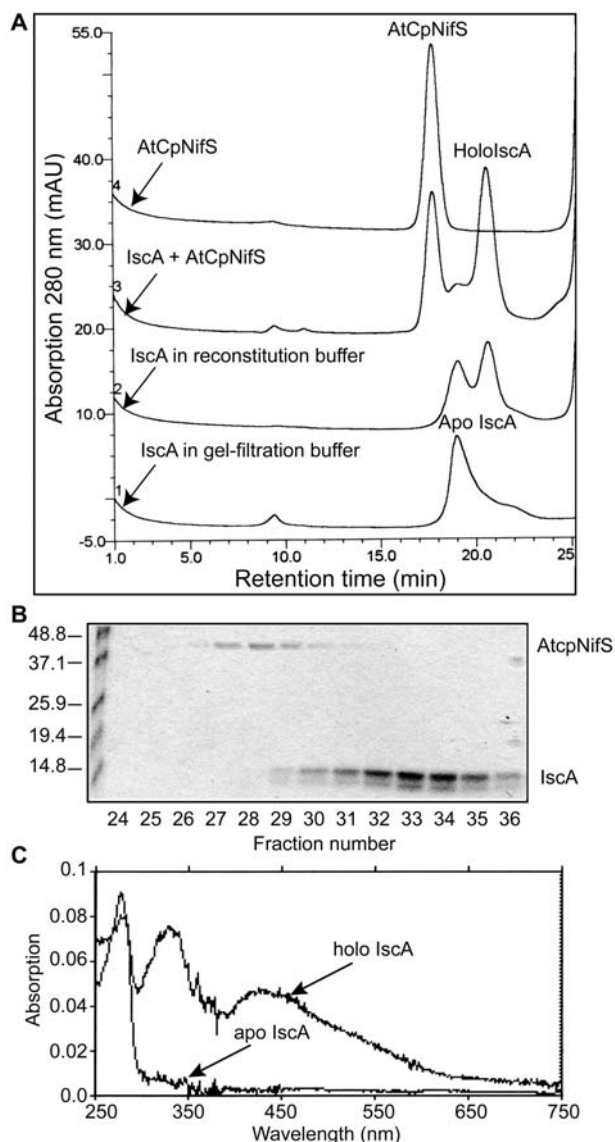 A
55.0
AtCpNifS
40.0
AtCpNifS
HoloIscA
4
30.0
IscA + AtCpNifS
3
20.0
IscA in reconstitution buffer
2
10.0
Apo IscA
IscA in gel-filtration buffer
1
-5.0
1.0 10.0 20.0 25
Absorption 280 nm (mAU)
Retention time (min)
B
48.8
AtcpNifS
37.1
25.9
19.4
14.8
IscA
24 25 26 27 28 29 30 31 32 33 34 35 36
Fraction number
C
0.1
0.08
holo IscA
0.06
0.04
apo IscA
0.02
0.0
250 350 450 550 650 750
Absorption
Wavelength (nm)